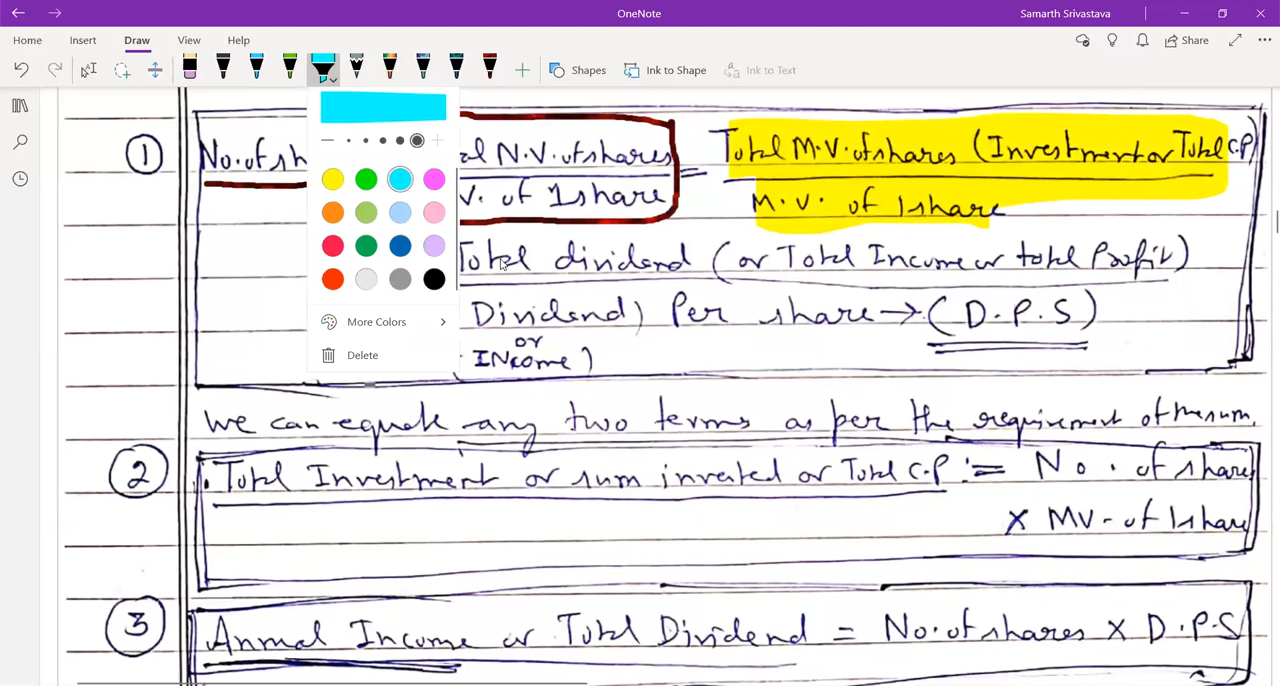 OneNote
Samarth Srivastava
Home Insert Draw View Help
Share
Shapes Ink to Shape Ink to Text
1 No. of sh al N.V. of shares = Total M.V. of shares (Investment or Total C.P)
V. of 1 share M.V. of 1 share
Total dividend (or Total Income or total Profit)
Dividend) Per share → (D.P.S)
or
INcome)
More Colors
Delete
We can equate any two terms as per the requirement of the sum.
2 Total Investment or sum invested or Total C.P := No. of shares
x MV. of 1 share
3 Annual Income or Total Dividend = No. of shares x D.P.S